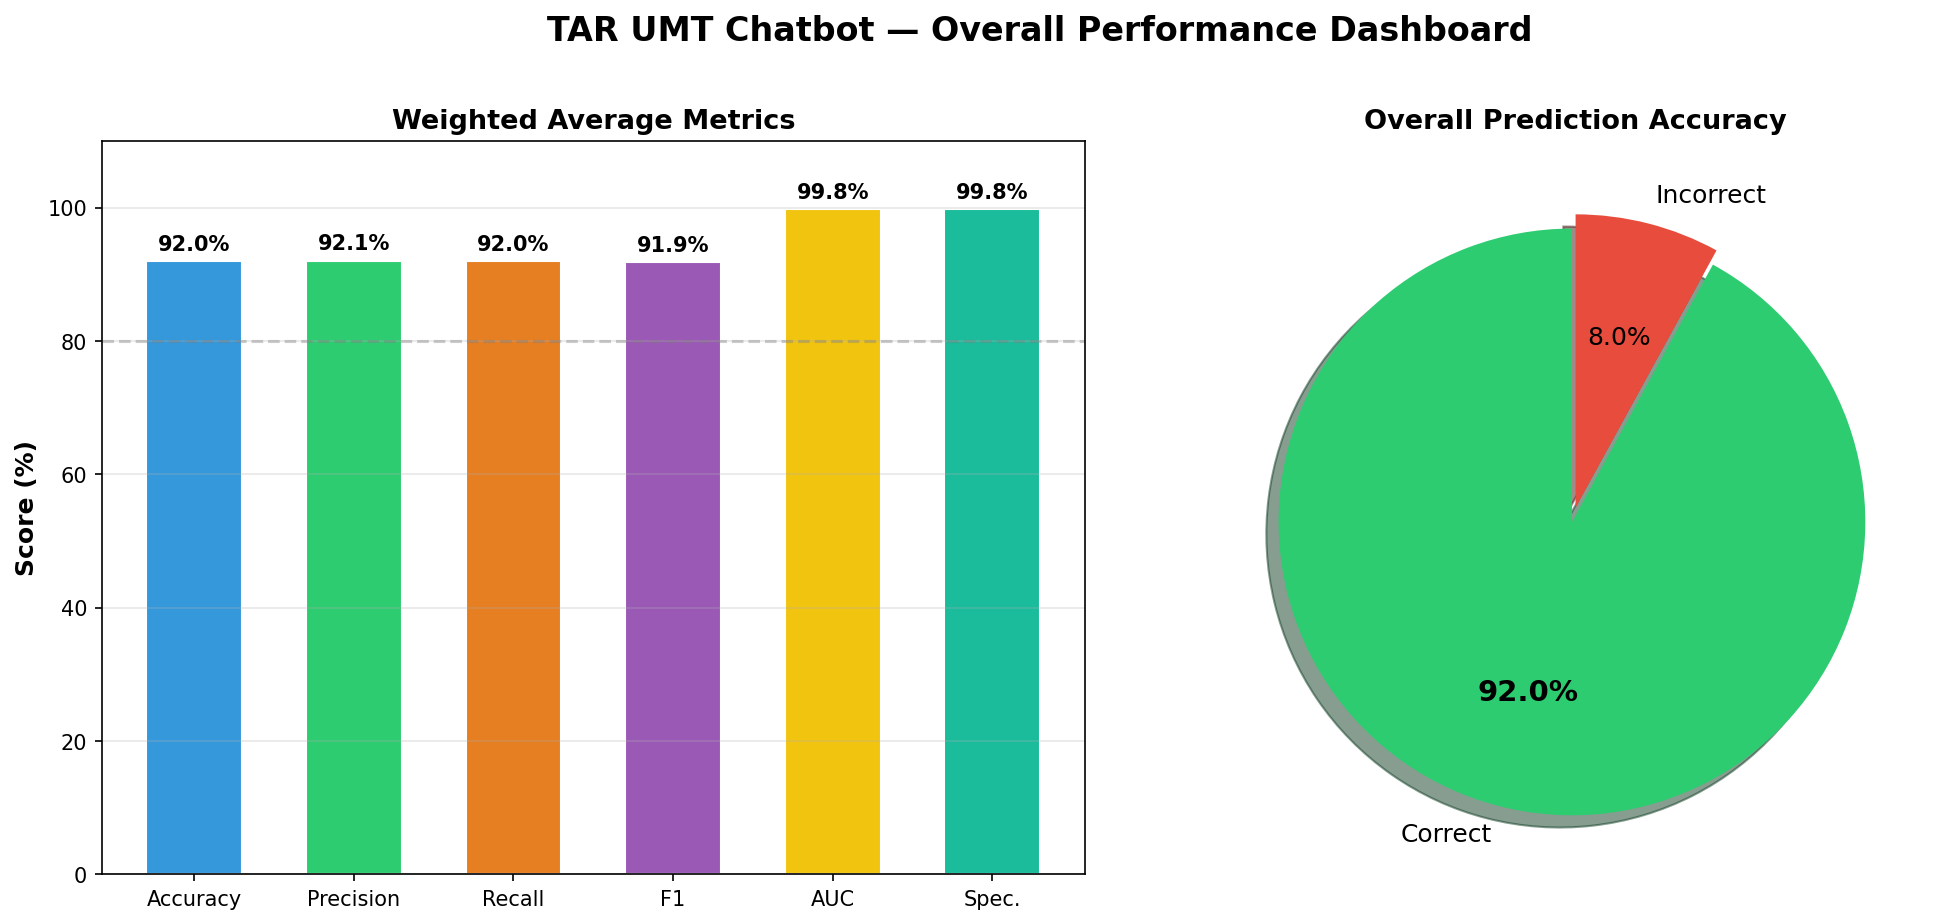 TAR UMT Chatbot — Overall Performance Dashboard
Weighted Average Metrics
Score (%)
100
80
60
40
20
0
92.0%
92.1%
92.0%
91.9%
99.8%
99.8%
Accuracy
Precision
Recall
F1
AUC
Spec.
Overall Prediction Accuracy
Incorrect
8.0%
92.0%
Correct